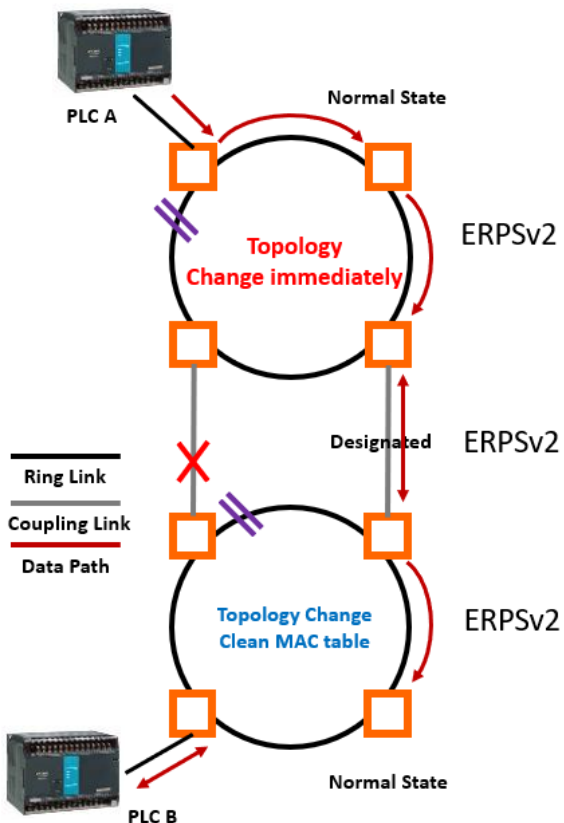 PLC A
Normal State
ERPSv2
Topology
Change immediately
Designated
ERPSv2
Ring Link
Coupling Link
Data Path
Topology Change
Clean MAC table
ERPSv2
Normal State
PLC B